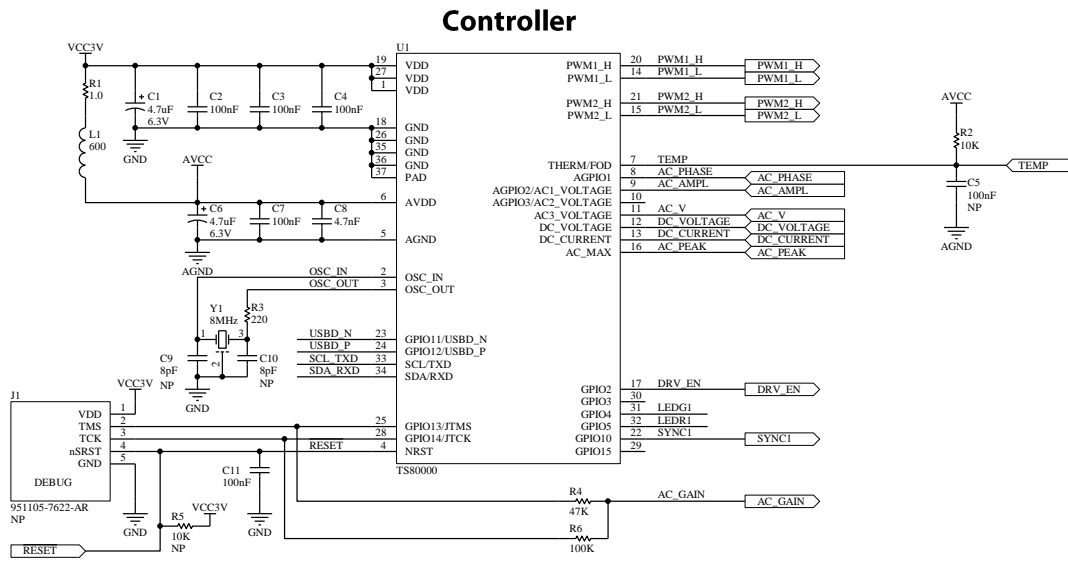 Controller
VCC3V
R1
1.0
C1
4.7uF
6.3V
C2
100nF
C3
100nF
C4
100nF
GND
L1
600
AVCC
C6
4.7uF
6.3V
C7
100nF
C8
4.7nF
AGND
OSC_IN
OSC_OUT
Y1
8MHz
1
3
2
R3
220
C9
8pF
NP
C10
8pF
NP
GND
USBD_N
USBD_P
SCL_TXD
SDA_RXD
U1
19 VDD
27 VDD
1 VDD
18 GND
26 GND
35 GND
36 GND
37 PAD
6 AVDD
5 AGND
2 OSC_IN
3 OSC_OUT
23 GPIO11/USBD_N
24 GPIO12/USBD_P
33 SCL/TXD
34 SDA/RXD
25 GPIO13/JTMS
28 GPIO14/JTCK
4 NRST
TS80000
PWM1_H 20 PWM1_H PWM1_H
PWM1_L 14 PWM1_L PWM1_L
PWM2_H 21 PWM2_H PWM2_H
PWM2_L 15 PWM2_L PWM2_L
THERM/FOD 7 TEMP TEMP
AGPIO1 8 AC_PHASE AC_PHASE
AGPIO2/AC1_VOLTAGE 9 AC_AMPL AC_AMPL
AGPIO3/AC2_VOLTAGE 10
AC3_VOLTAGE 11 AC_V AC_V
DC_VOLTAGE 12 DC_VOLTAGE DC_VOLTAGE
DC_CURRENT 13 DC_CURRENT DC_CURRENT
AC_MAX 16 AC_PEAK AC_PEAK
GPIO2 17 DRV_EN DRV_EN
GPIO3 30
GPIO4 31 LEDG1
GPIO5 32 LEDR1
GPIO10 22 SYNC1 SYNC1
GPIO15 29
AVCC
R2
10K
C5
100nF
NP
AGND
J1
VCC3V
VDD 1
TMS 2
TCK 3
nSRST 4
GND 5
DEBUG
951105-7622-AR
NP
GND
RESET
C11
100nF
GND
R5
10K
NP
VCC3V
RESET
R4
47K
R6
100K
AC_GAIN AC_GAIN